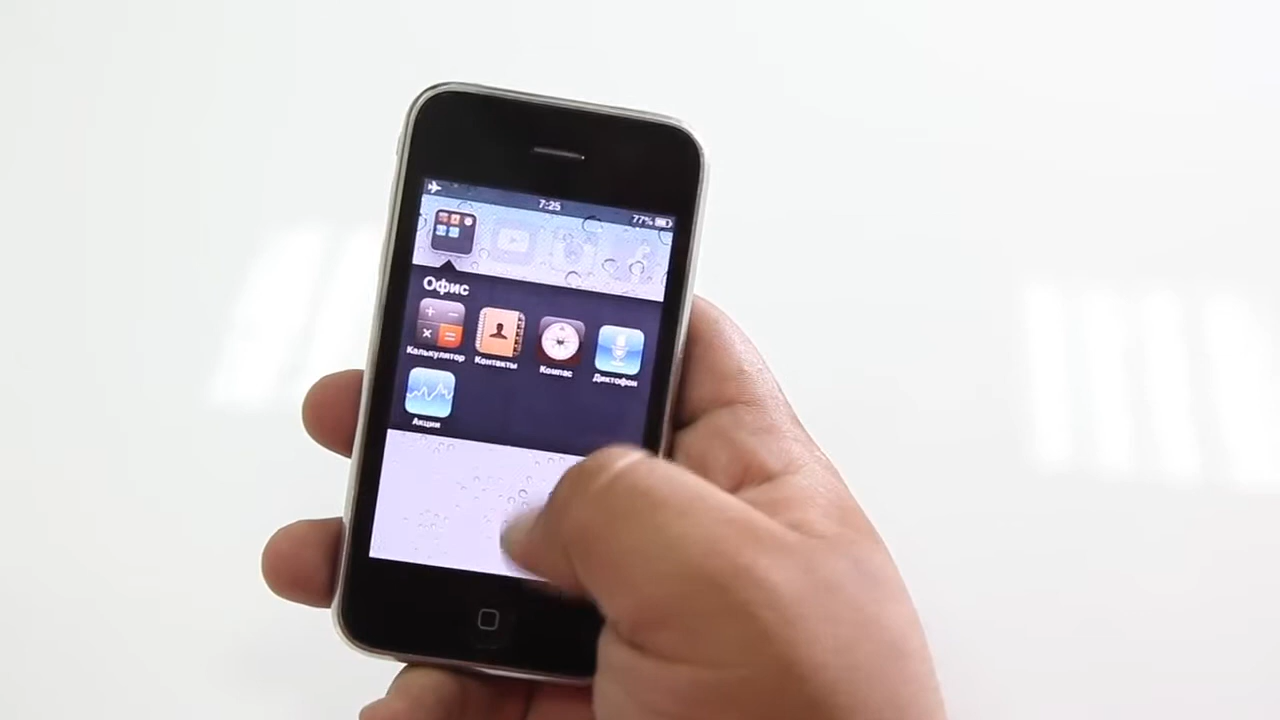 7:25
77%
Офис
Калькулятор
Контакты
Компас
Диктофон
Акции